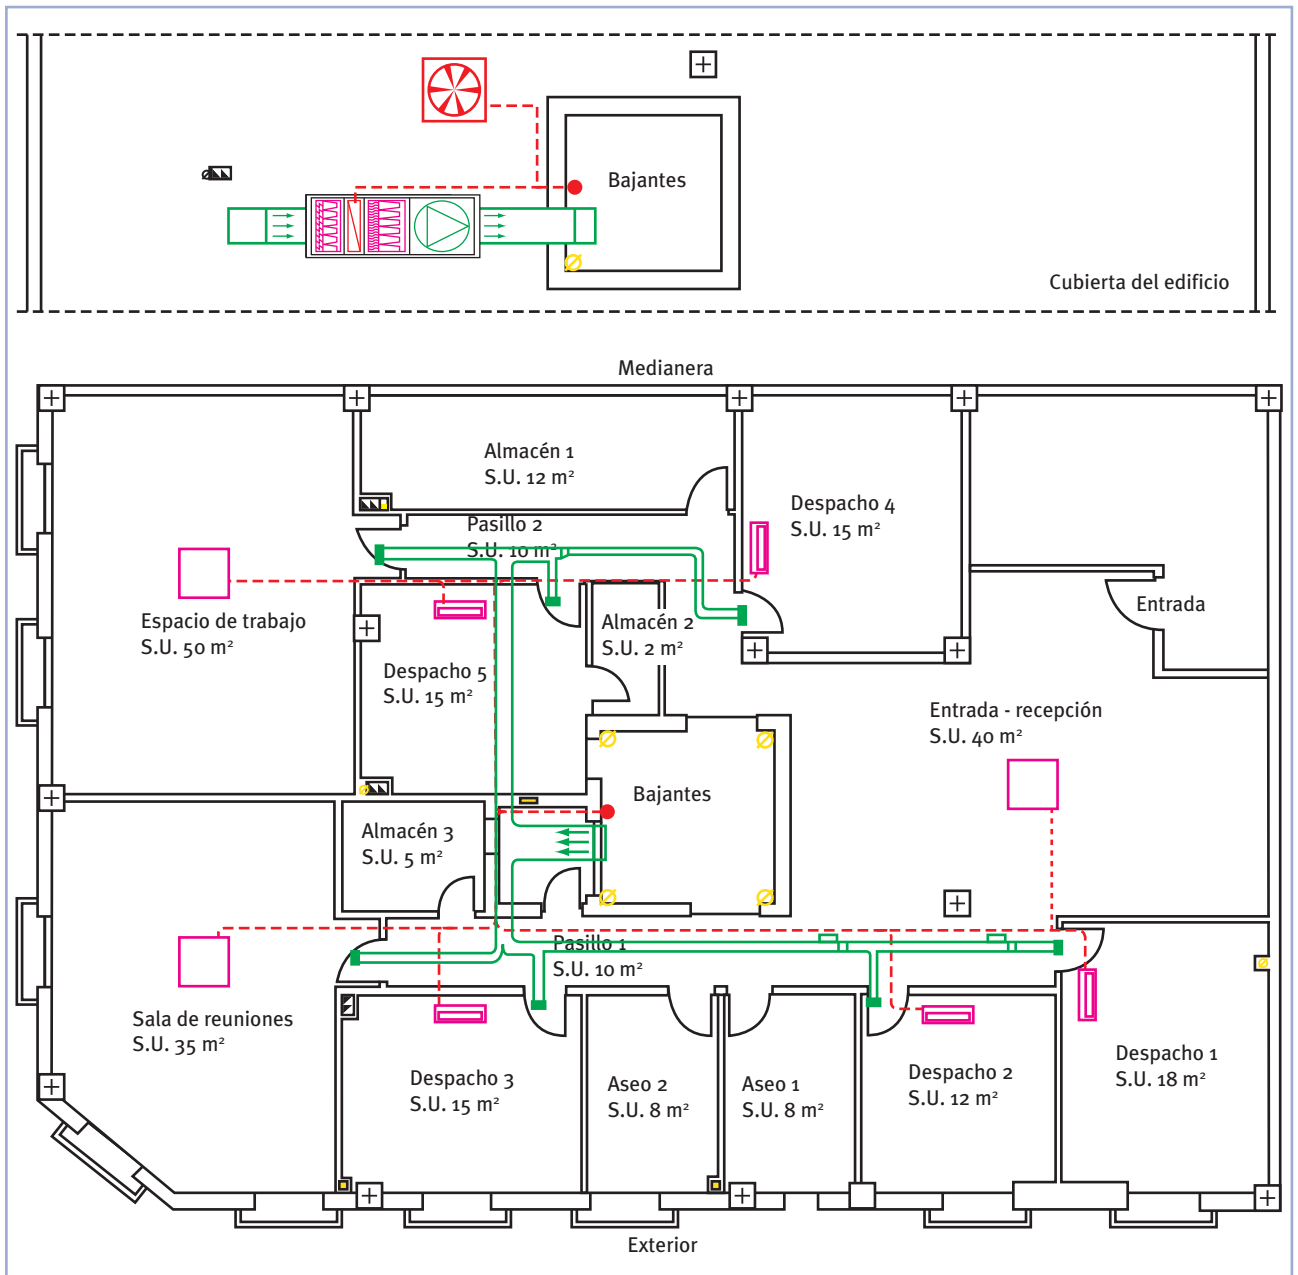 Bajantes
Cubierta del edificio
Medianera
Almacén 1
S.U. 12 m²
Pasillo 2
S.U. 10 m²
Despacho 4
S.U. 15 m²
Entrada
Espacio de trabajo
S.U. 50 m²
Almacén 2
S.U. 2 m²
Despacho 5
S.U. 15 m²
Entrada - recepción
S.U. 40 m²
Bajantes
Almacén 3
S.U. 5 m²
Pasillo 1
S.U. 10 m²
Sala de reuniones
S.U. 35 m²
Despacho 3
S.U. 15 m²
Aseo 2
S.U. 8 m²
Aseo 1
S.U. 8 m²
Despacho 2
S.U. 12 m²
Despacho 1
S.U. 18 m²
Exterior